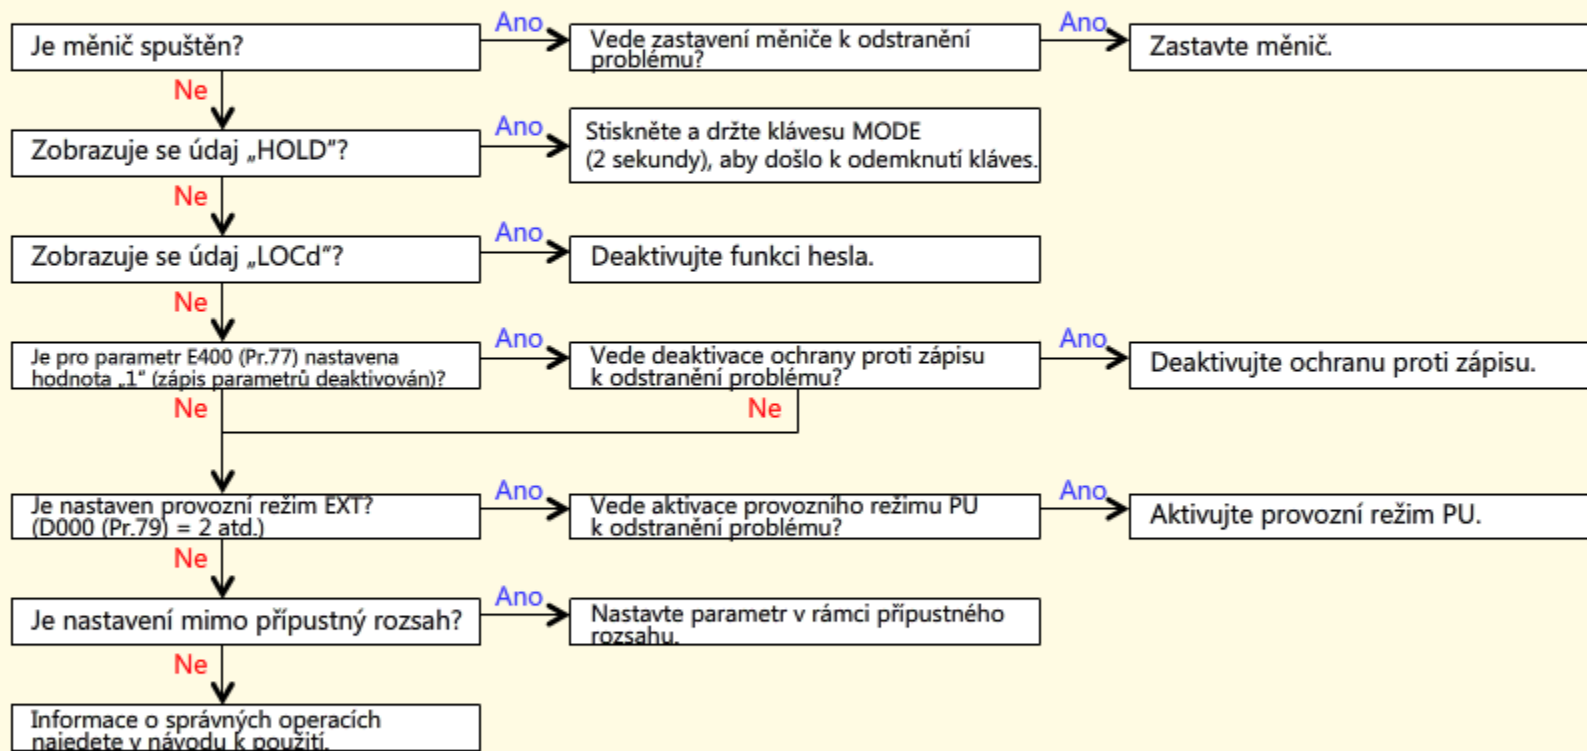 Je měnič spuštěn?
Ano
Vede zastavení měniče k odstranění
problému?
Ano
Zastavte měnič.
Ne
Zobrazuje se údaj „HOLD"?
Ano
Stiskněte a držte klávesu MODE
(2 sekundy), aby došlo k odemknutí kláves.
Ne
Zobrazuje se údaj „LOCd"?
Ano
Deaktivujte funkci hesla.
Ne
Je pro parametr E400 (Pr.77) nastavena
hodnota „1" (zápis parametrů deaktivován)?
Ano
Vede deaktivace ochrany proti zápisu
k odstranění problému?
Ano
Deaktivujte ochranu proti zápisu.
Ne
Ne
Je nastaven provozní režim EXT?
(D000 (Pr.79) = 2 atd.)
Ano
Vede aktivace provozního režimu PU
k odstranění problému?
Ano
Aktivujte provozní režim PU.
Ne
Je nastavení mimo přípustný rozsah?
Ano
Nastavte parametr v rámci přípustného
rozsahu.
Ne
Informace o správných operacích
najedete v návodu k použití.